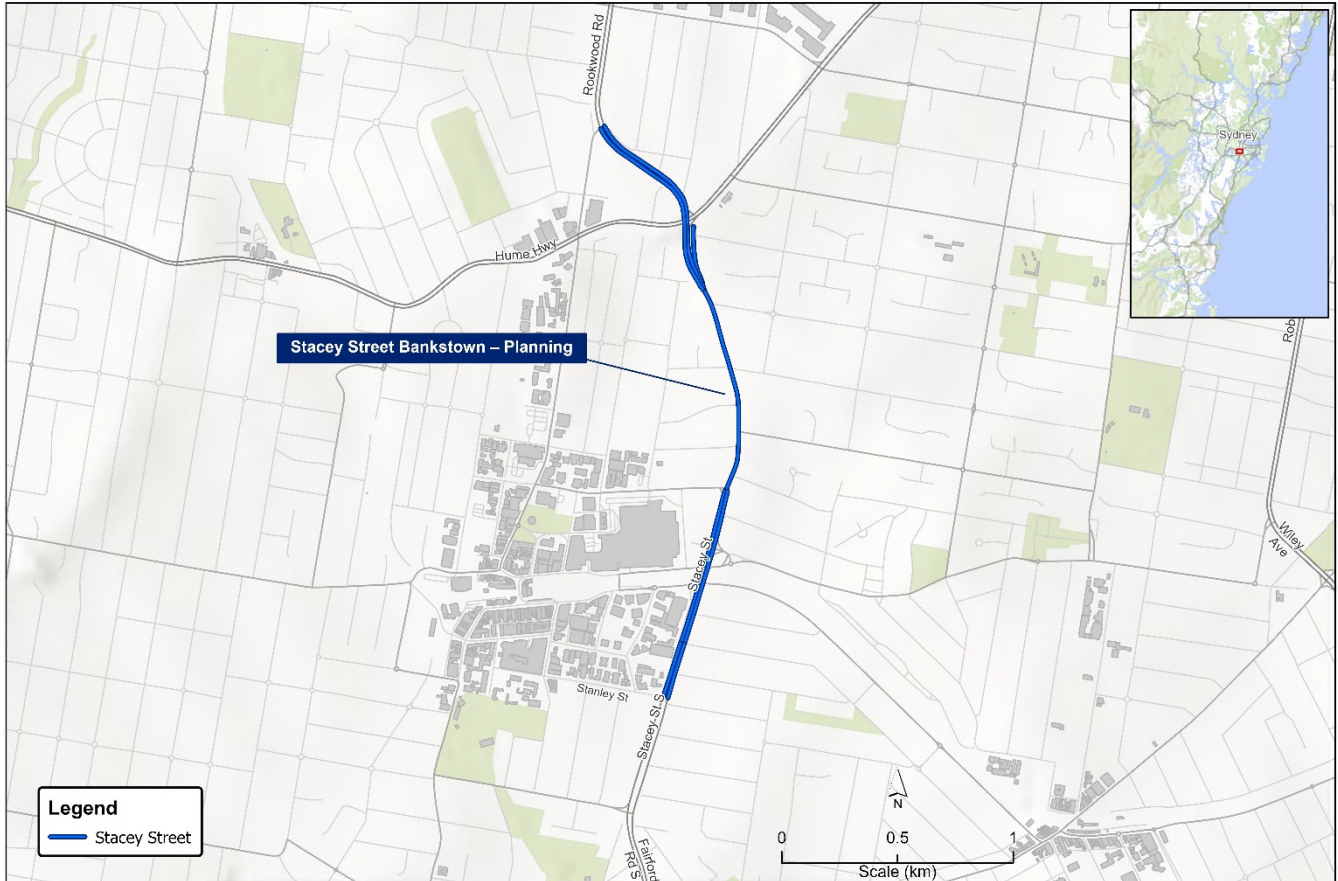 Rookwood Rd
Sydney
Hume Hwy
Rob
Stacey Street Bankstown – Planning
Wiley
Ave
Stacey St
Stanley St
Stacey St S
Legend
Stacey Street
N
0 0.5 1
Scale (km)
Fairford
Rd S